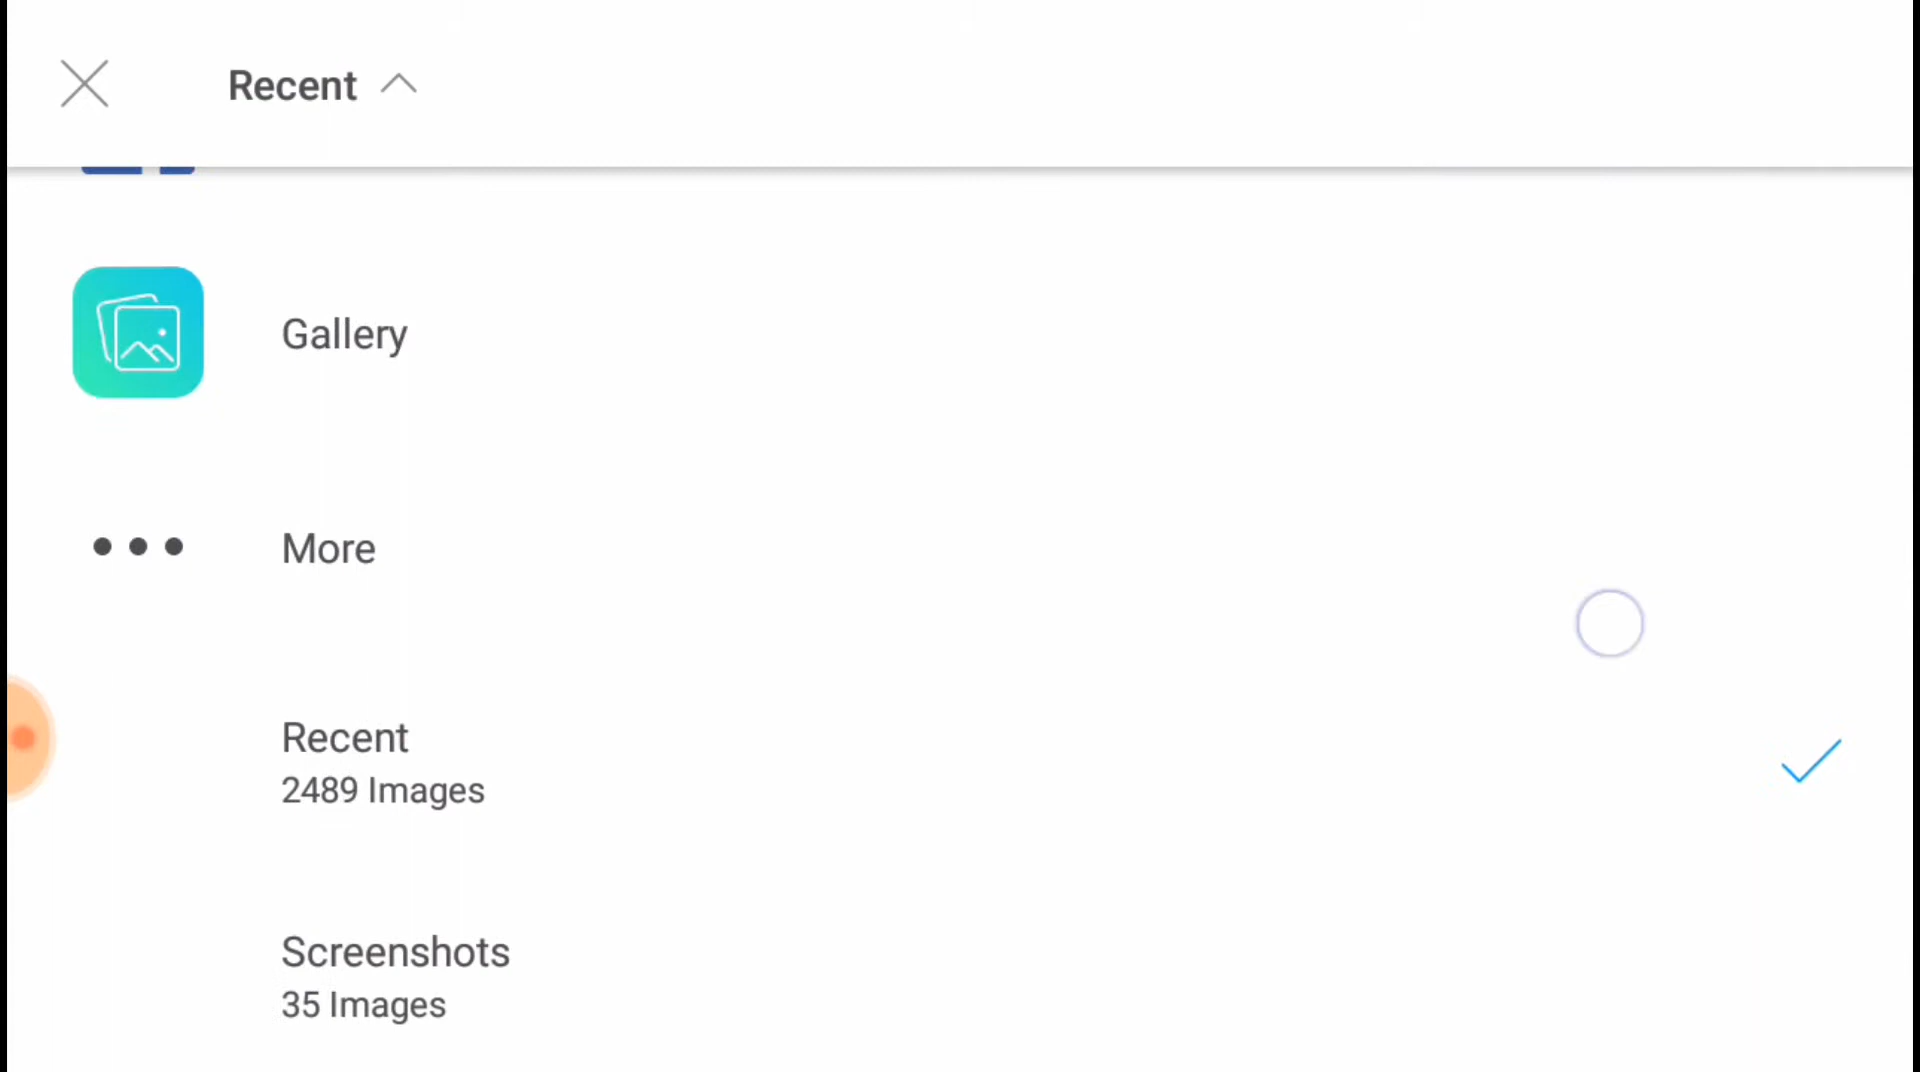 Recent
Gallery
More
Recent
2489 Images
Screenshots
35 Images